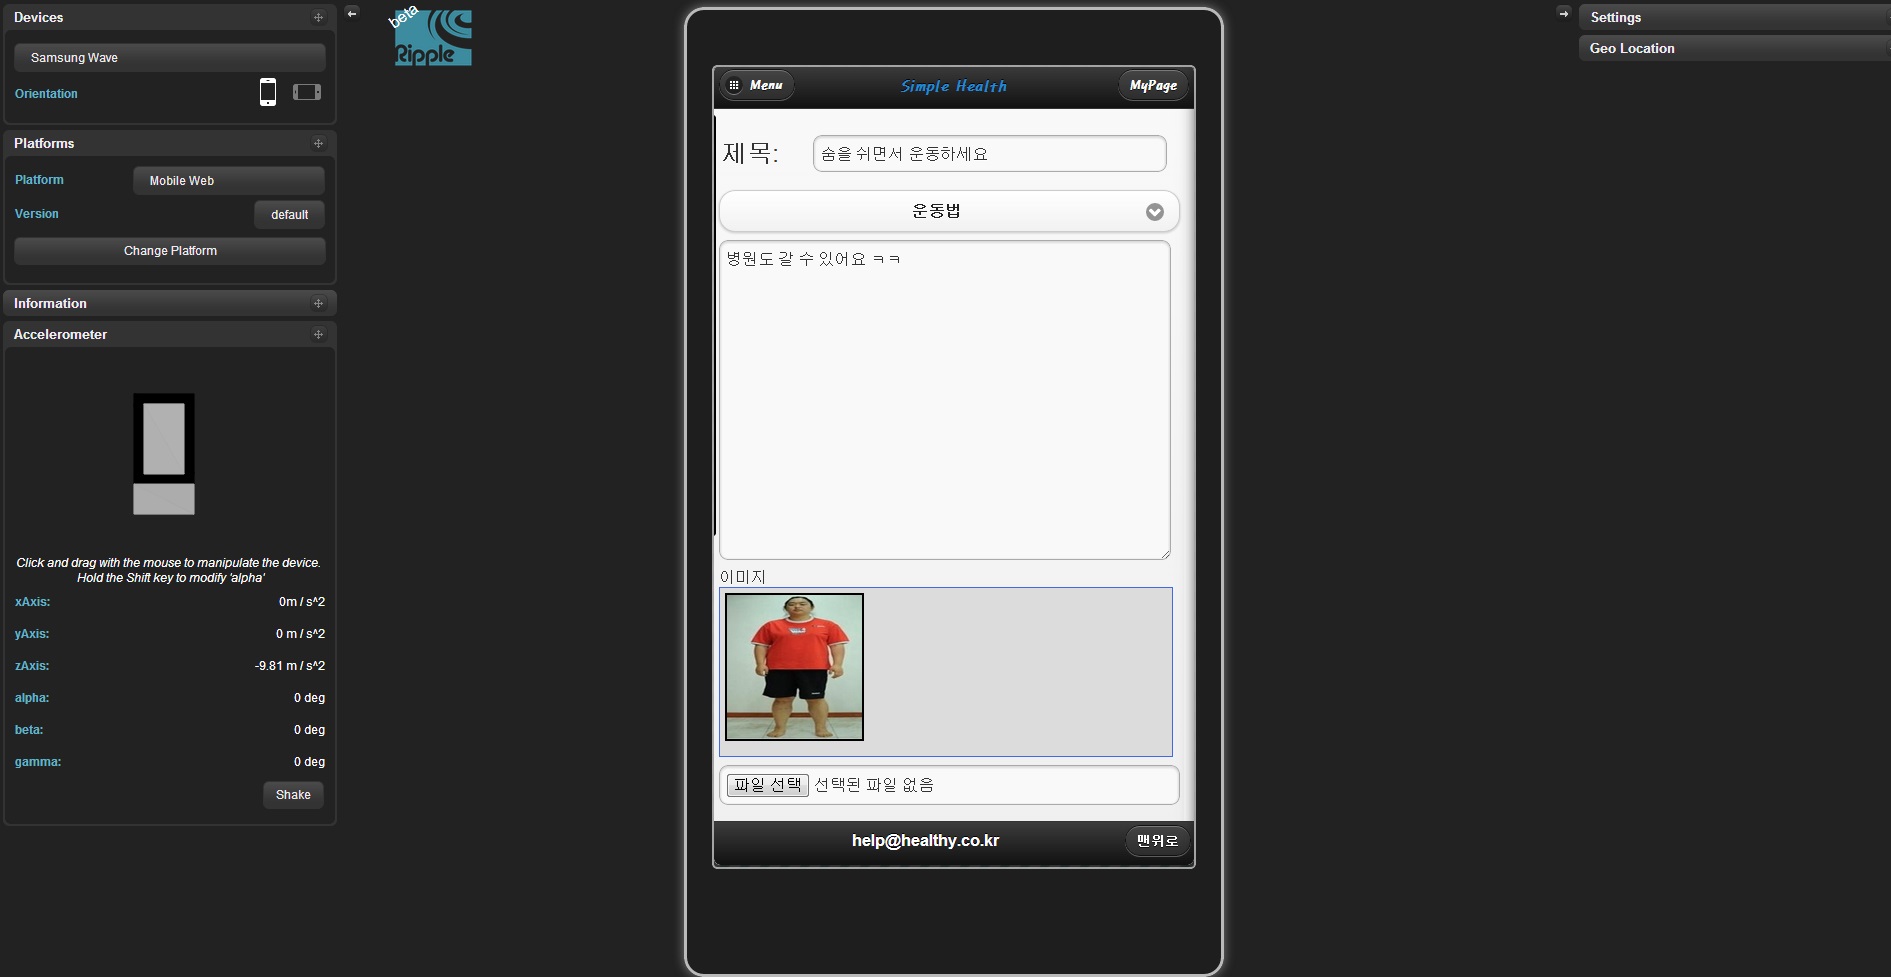 Devices
Samsung Wave
Orientation
Platforms
Platform
Mobile Web
Version
default
Change Platform
Information
Accelerometer
Click and drag with the mouse to manipulate the device.
Hold the Shift key to modify 'alpha'
xAxis: 0m / s^2
yAxis: 0 m / s^2
zAxis: -9.81 m / s^2
alpha: 0 deg
beta: 0 deg
gamma: 0 deg
Shake
beta
Ripple
Menu
Simple Health
MyPage
제목: 숨을 쉬면서 운동하세요
운동법
병원도 갈 수 있어요 ㅋㅋ
이미지
파일 선택 선택된 파일 없음
help@healthy.co.kr
맨위로
Settings
Geo Location